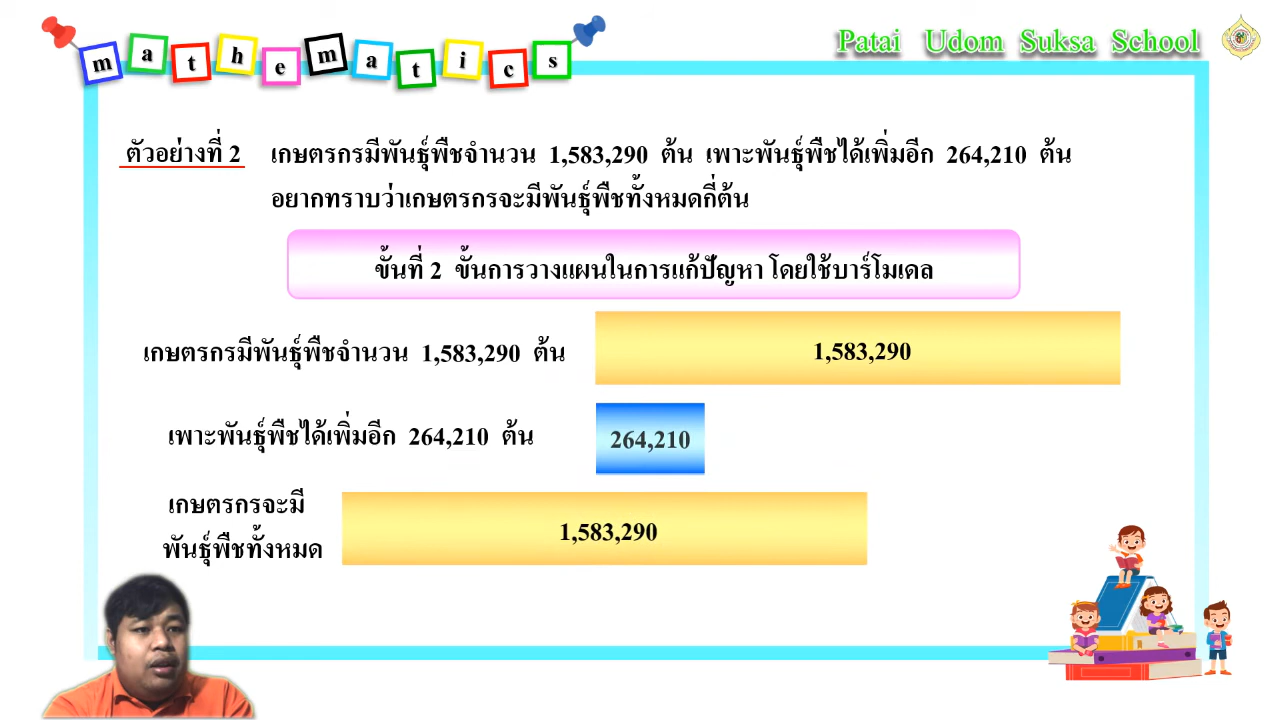 mathematics
Patai Udom Suksa School
ตัวอย่างที่ 2 เกษตรกรมีพันธุ์พืชจำนวน 1,583,290 ต้น เพาะพันธุ์พืชได้เพิ่มอีก 264,210 ต้น
อยากทราบว่าเกษตรกรจะมีพันธุ์พืชทั้งหมดกี่ต้น
ขั้นที่ 2 ขั้นการวางแผนในการแก้ปัญหา โดยใช้บาร์โมเดล
เกษตรกรมีพันธุ์พืชจำนวน 1,583,290 ต้น
1,583,290
เพาะพันธุ์พืชได้เพิ่มอีก 264,210 ต้น
264,210
เกษตรกรจะมี
พันธุ์พืชทั้งหมด
1,583,290